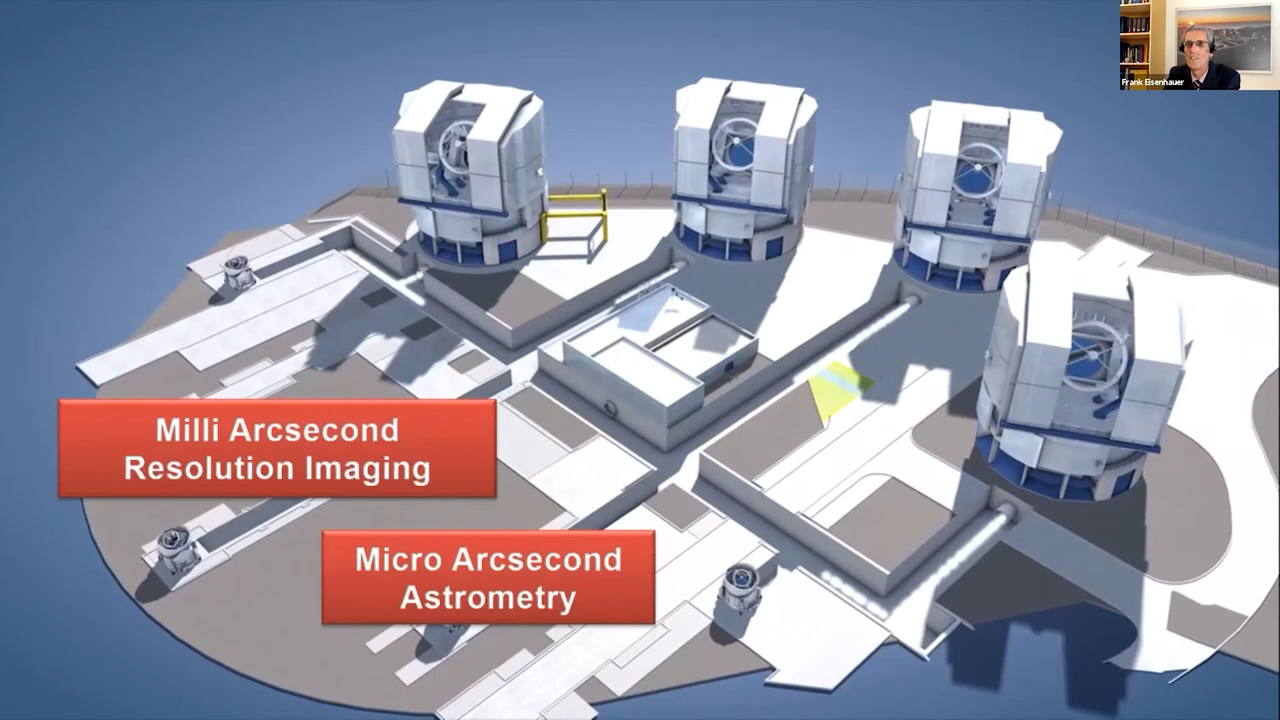 Frank Eisenhauer
Milli Arcsecond
Resolution Imaging
Micro Arcsecond
Astrometry